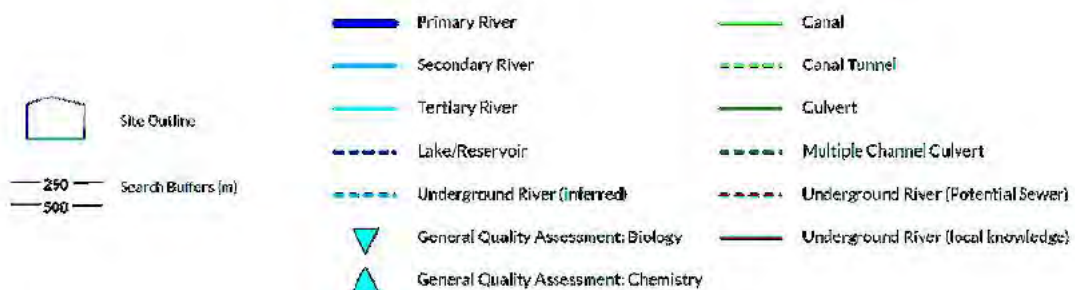 Site Outline
250
500
Search Buffers (m)
Primary River
Secondary River
Tertiary River
Lake/Reservoir
Underground River (inferred)
General Quality Assessment: Biology
General Quality Assessment: Chemistry
Canal
Canal Tunnel
Culvert
Multiple Channel Culvert
Underground River (Potential Sewer)
Underground River (local knowledge)